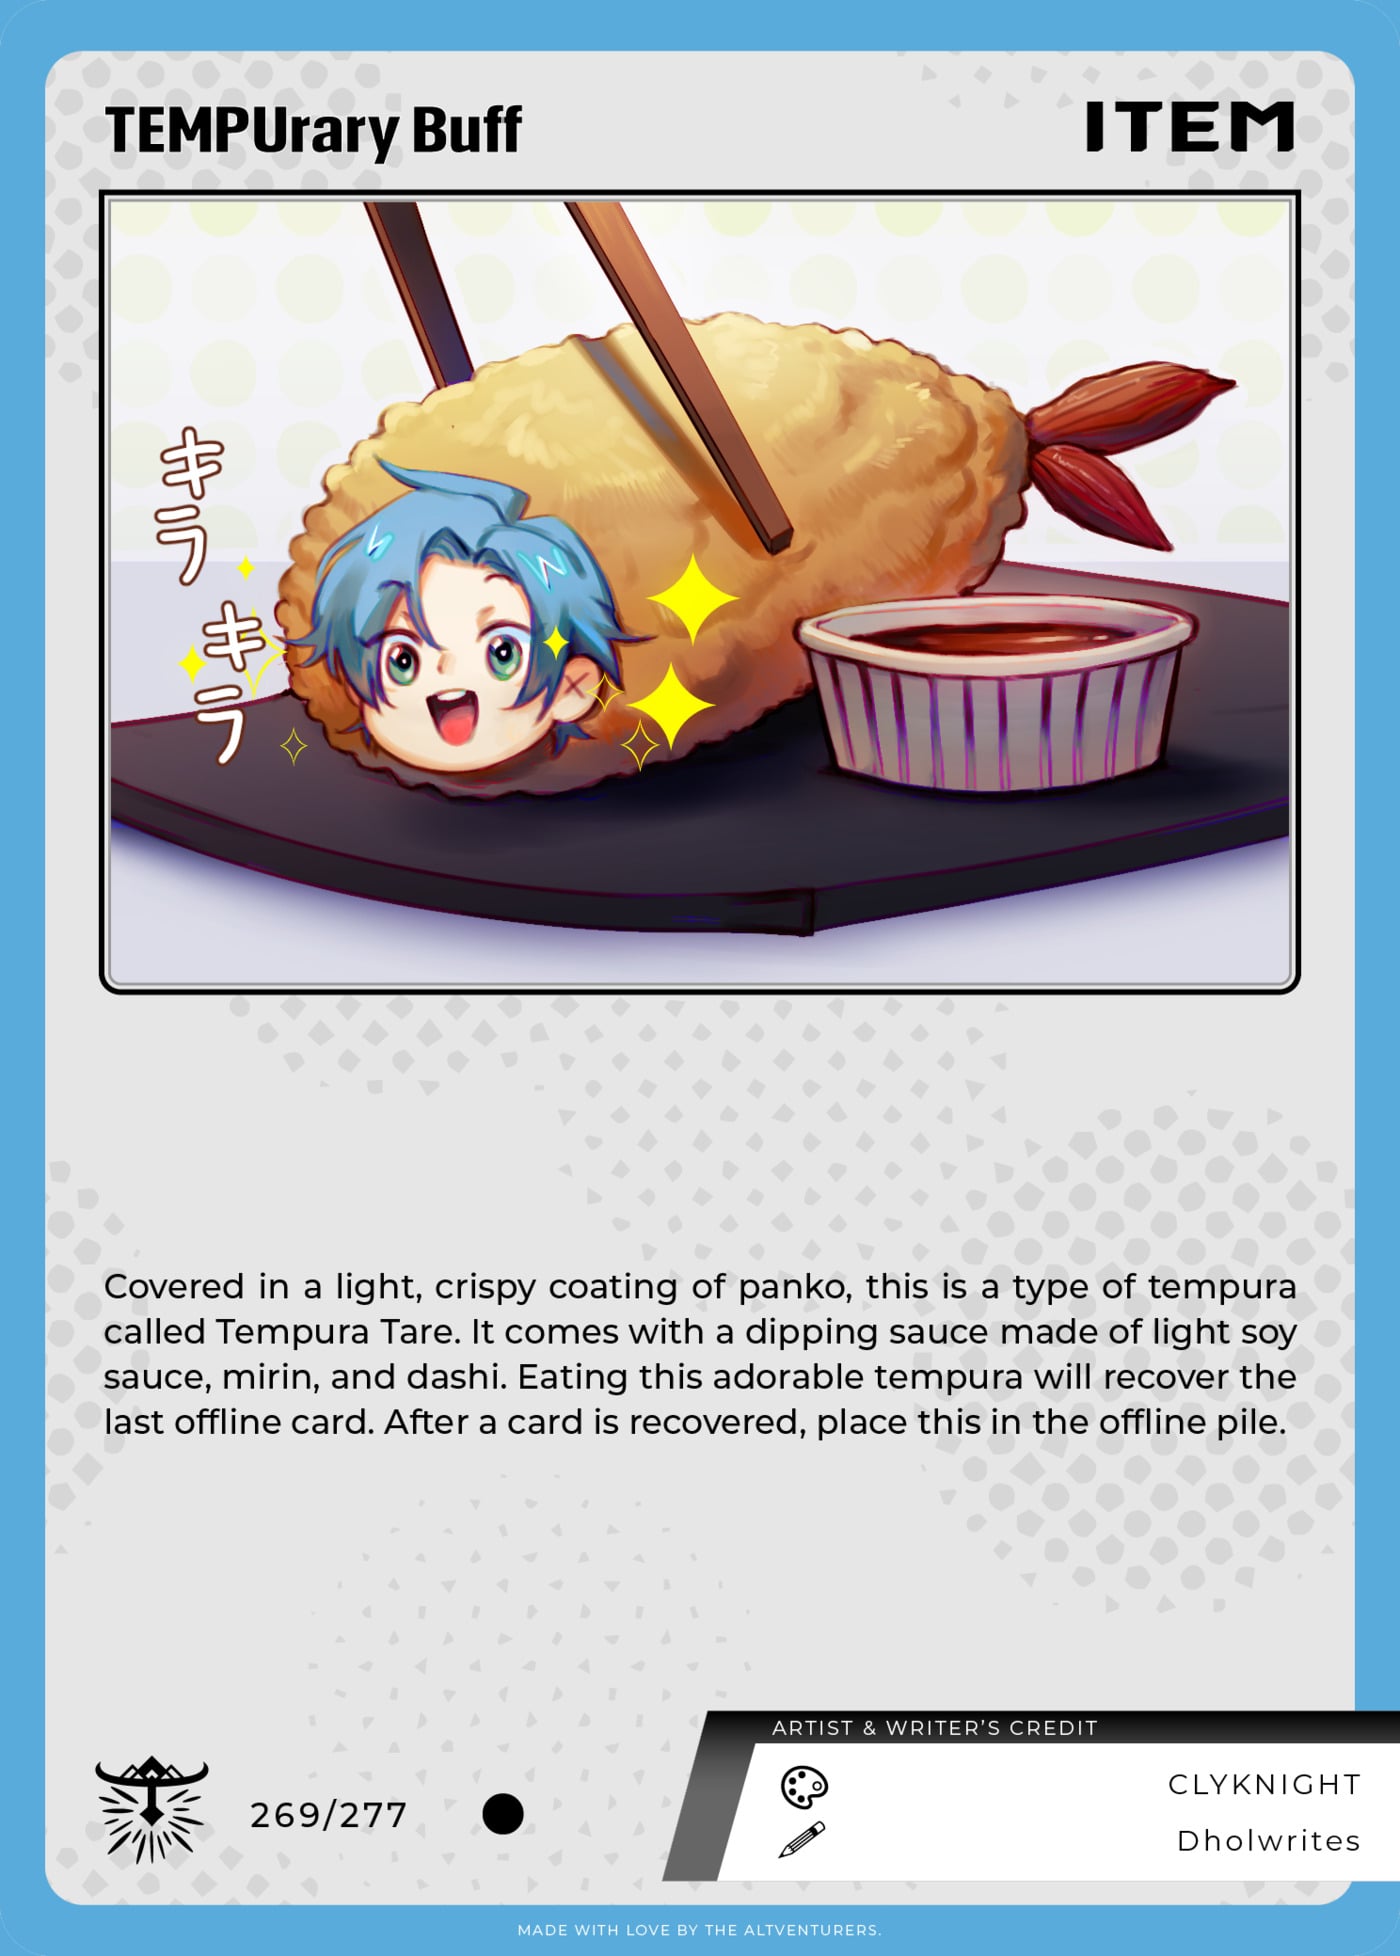 TEMPUrary Buff
ITEM
キラ
キラ
Covered in a light, crispy coating of panko, this is a type of tempura
called Tempura Tare. It comes with a dipping sauce made of light soy
sauce, mirin, and dashi. Eating this adorable tempura will recover the
last offline card. After a card is recovered, place this in the offline pile.
ARTIST & WRITER'S CREDIT
CLYKNIGHT
Dholwrites
269/277
MADE WITH LOVE BY THE ALTVENTURERS.